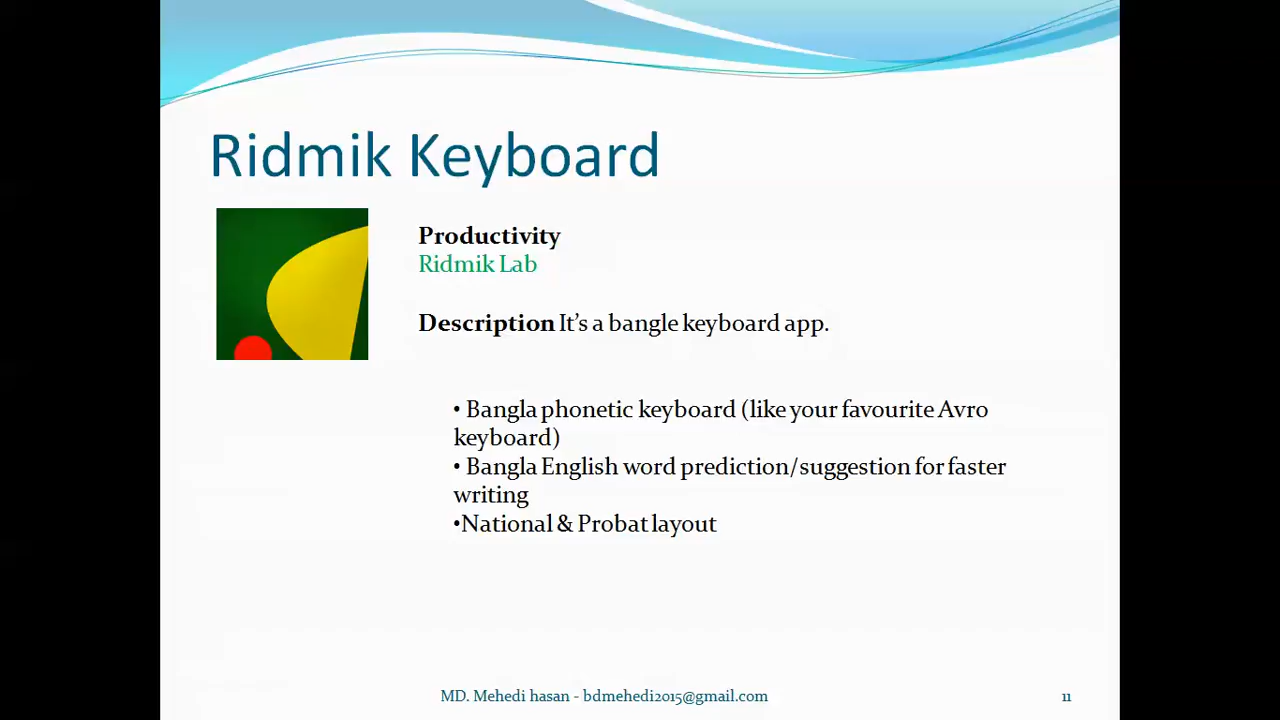 Ridmik Keyboard
Productivity
Ridmik Lab
Description It's a bangle keyboard app.
• Bangla phonetic keyboard (like your favourite Avro
keyboard)
• Bangla English word prediction/suggestion for faster
writing
•National & Probat layout
MD. Mehedi hasan - bdmehedi2015@gmail.com
11